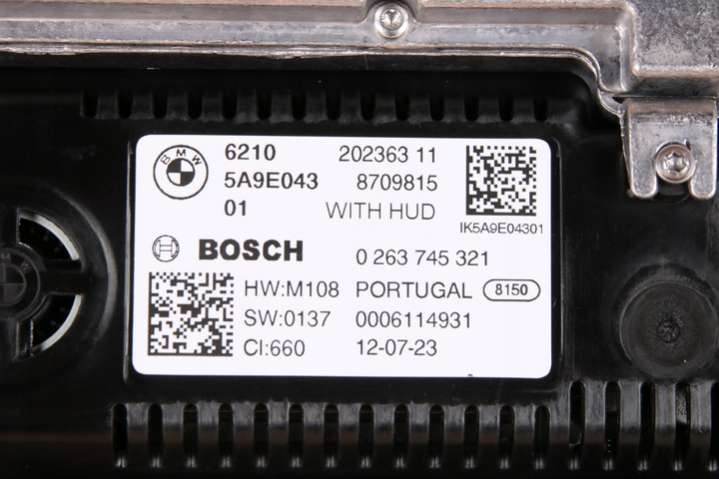 BMW
6210 202363 11
5A9E043 8709815
01 WITH HUD
IK5A9E04301
BOSCH 0 263 745 321
HW:M108 PORTUGAL 8150
SW:0137 0006114931
CI:660 12-07-23